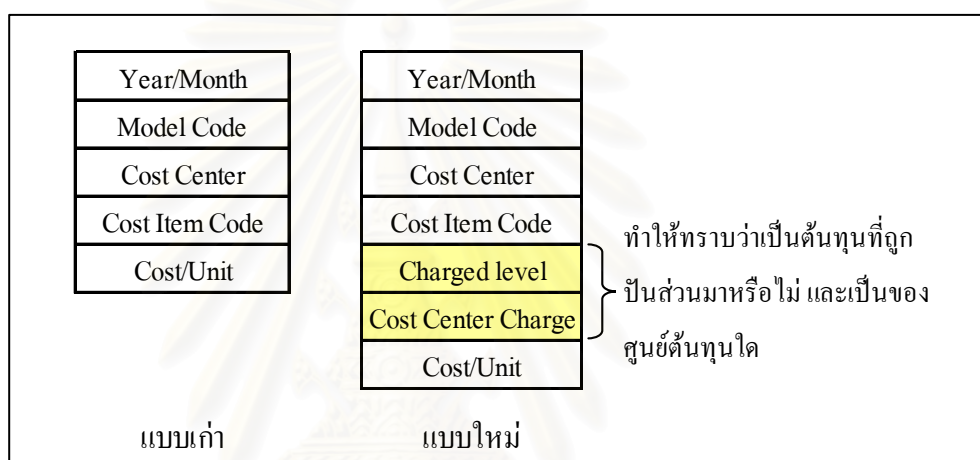 Year/Month
Model Code
Cost Center
Cost Item Code
Cost/Unit
แบบเก่า
Year/Month
Model Code
Cost Center
Cost Item Code
Charged level
Cost Center Charge
Cost/Unit
แบบใหม่
ทำให้ทราบว่าเป็นต้นทุนที่ถูก
ปันส่วนมาหรือไม่ และเป็นของ
ศูนย์ต้นทุนใด